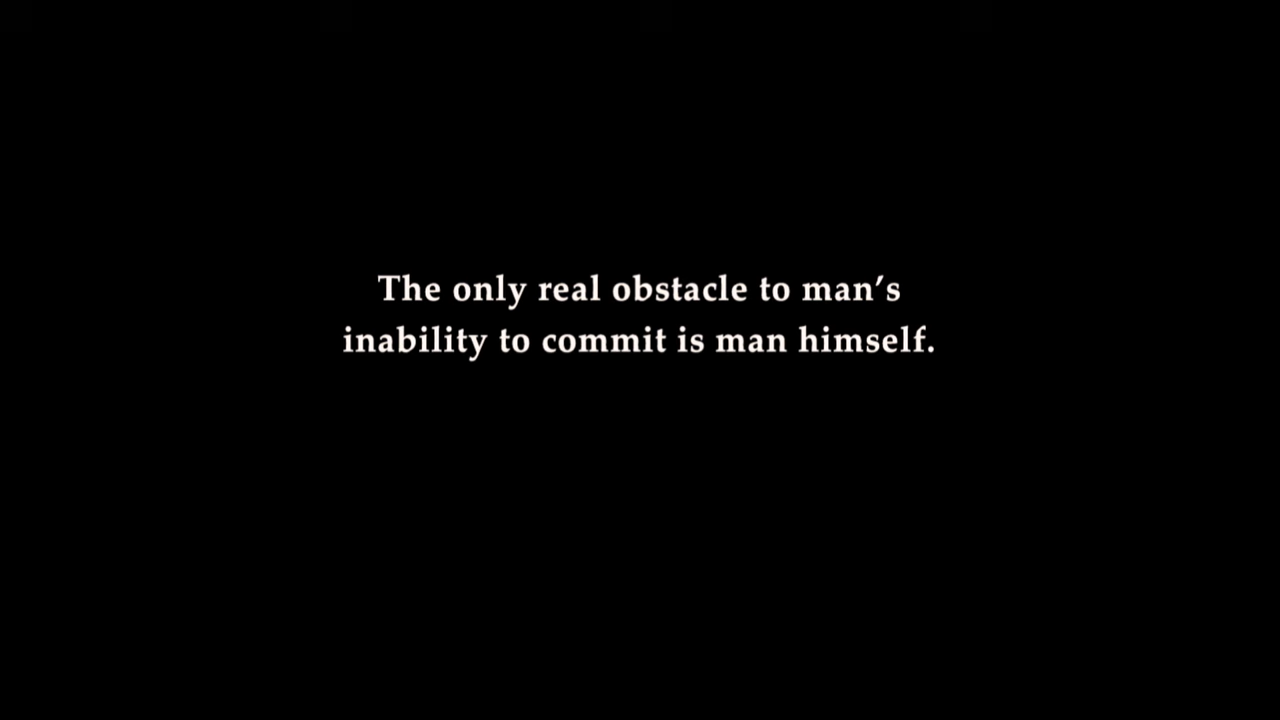 The only real obstacle to man’s
inability to commit is man himself.